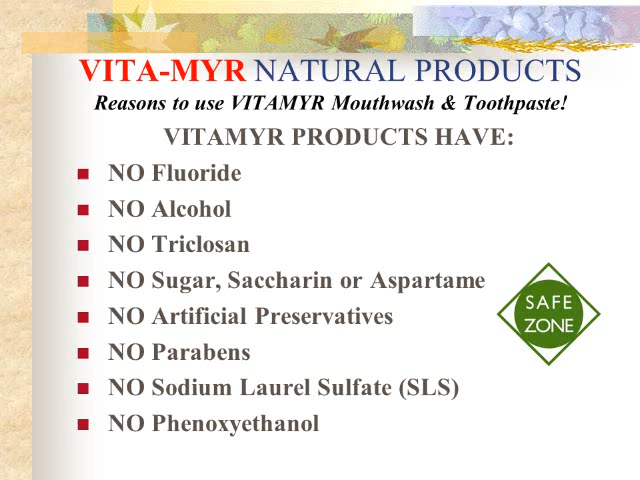 VITA-MYR NATURAL PRODUCTS
Reasons to use VITAMYR Mouthwash & Toothpaste!
VITAMYR PRODUCTS HAVE:
NO Fluoride
NO Alcohol
NO Triclosan
NO Sugar, Saccharin or Aspartame
NO Artificial Preservatives
NO Parabens
NO Sodium Laurel Sulfate (SLS)
NO Phenoxyethanol
SAFE
ZONE